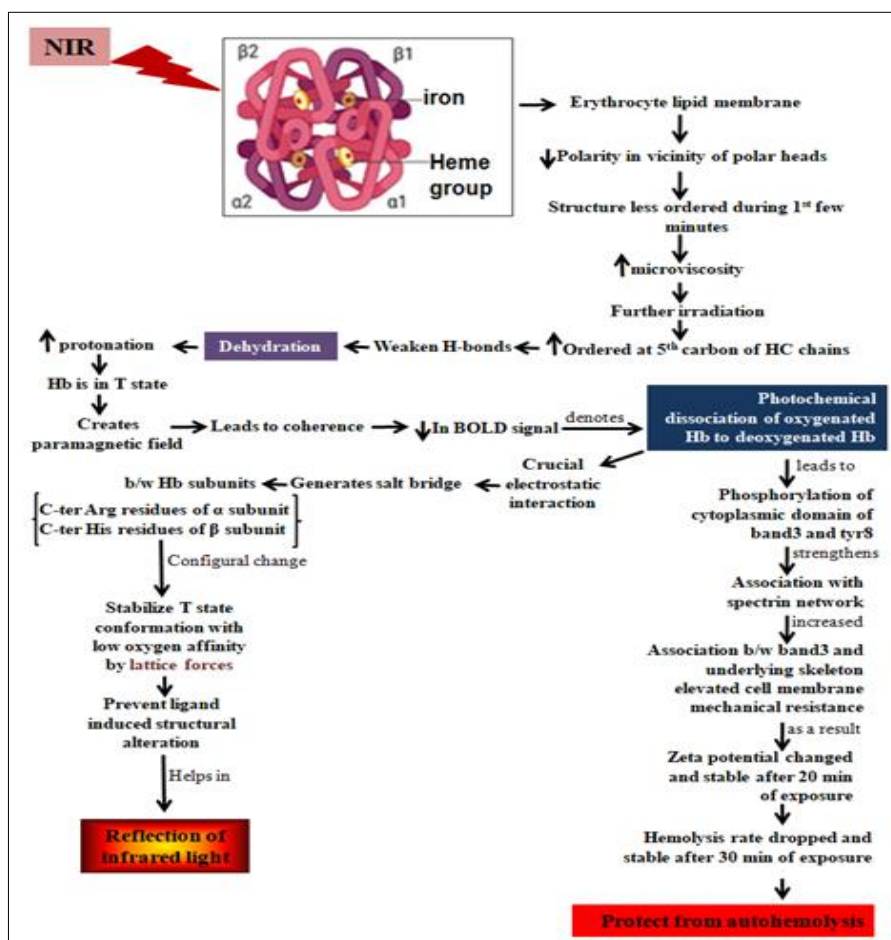 NIR
β2
β1
iron
Heme
group
α2
α1
Erythrocyte lipid membrane
Polarity in vicinity of polar heads
Structure less ordered during 1st few
minutes
microviscosity
Further irradiation
Ordered at 5th carbon of HC chains
Weaken H-bonds
Dehydration
protonation
Hb is in T state
Creates
paramagnetic field
Leads to coherence
In BOLD signal
denotes
Photochemical
dissociation of oxygenated
Hb to deoxygenated Hb
Crucial
electrostatic
interaction
Generates salt bridge
b/w Hb subunits
C-ter Arg residues of α subunit
C-ter His residues of β subunit
Configural change
Stabilize T state
conformation with
low oxygen affinity
by lattice forces
Prevent ligand
induced structural
alteration
Helps in
Reflection of
infrared light
leads to
Phosphorylation of
cytoplasmic domain of
band3 and tyr8
strengthens
Association with
spectrin network
increased
Association b/w band3 and
underlying skeleton
elevated cell membrane
mechanical resistance
as a result
Zeta potential changed
and stable after 20 min
of exposure
Hemolysis rate dropped and
stable after 30 min of exposure
Protect from autohemolysis